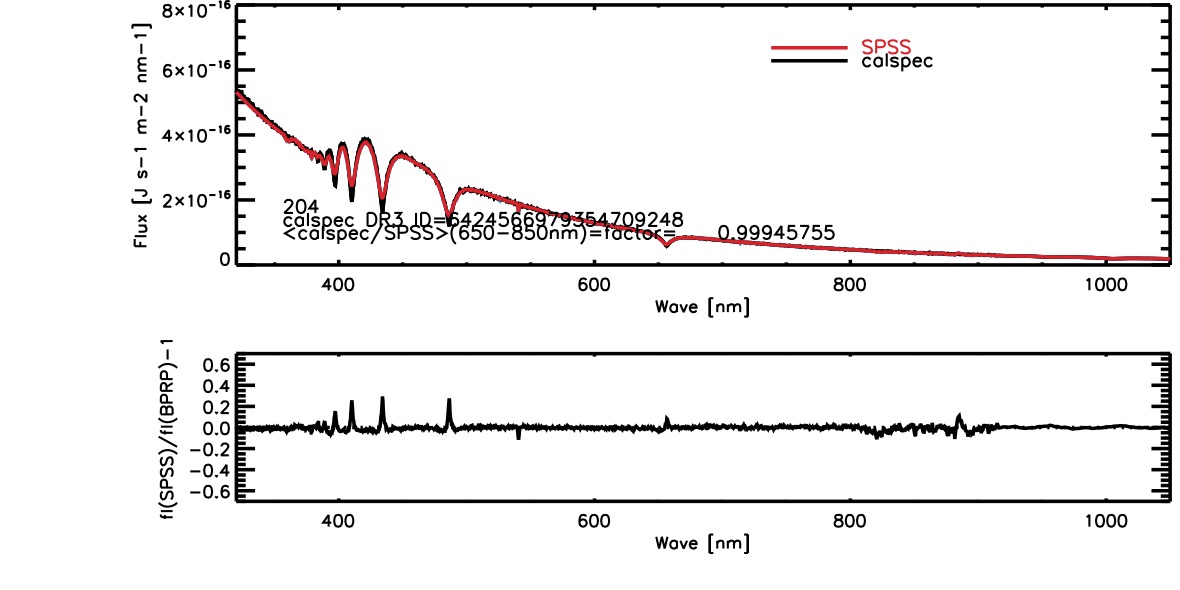 8×10−16
6×10−16
4×10−16
2×10−16
0
Flux [J s−1 m−2 nm−1]
SPSS
calspec
204
calspec DR3 ID=6424566979354709248
<calspec/SPSS>(650−850nm)=factor= 0.99945755
400 600 800 1000
Wave [nm]
0.6
0.4
0.2
0.0
−0.2
−0.4
−0.6
fl(SPSS)/fl(BPRP)−1
400 600 800 1000
Wave [nm]